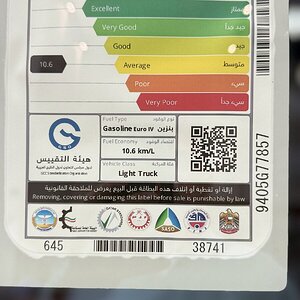 Excellent ممتاز
Very Good جيد جداً
Good جيد
10.6 Average متوسط
Poor سيء
Very Poor سيء جداً
Fuel Type نوع الوقود
Gasoline Euro IV بنزين
Fuel Economy
10.6 km/L
Vehicle Class فئة المركبة
Light Truck
هيئة التقييس
لدول مجلس التعاون لدول الخليج العربية
GCC Standardization Organization
إزالة أو تغطية أو إتلاف هذه البطاقة قبل البيع يعرض للملاحقة القانونية
Removing, covering or damaging this label before sale is punishable by law
SASO
645 38741
9405G77857